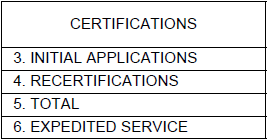 CERTIFICATIONS
3. INITIAL APPLICATIONS
4. RECERTIFICATIONS
5. TOTAL
6. EXPEDITED SERVICE